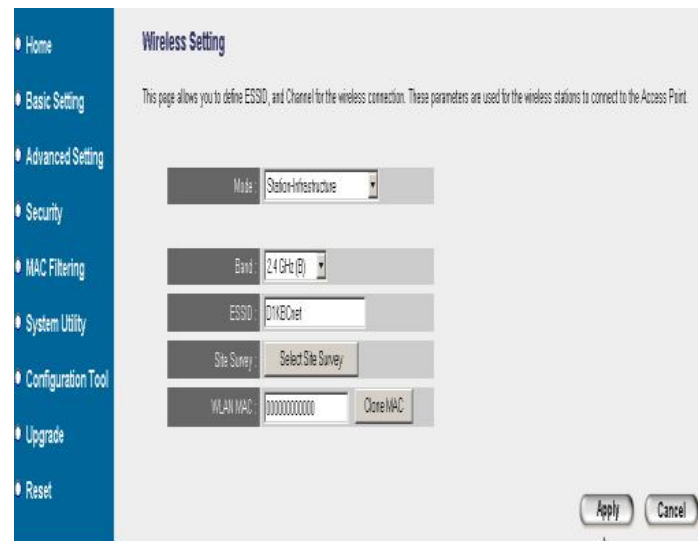 Home
Basic Setting
Advanced Setting
Security
MAC Filtering
System Utility
Configuration Tool
Upgrade
Reset
Wireless Setting
This page allows you to define ESSID, and Channel for the wireless connection. These parameters are used for the wireless stations to connect to the Access Point.
Mode : Station-Infrastructure
Band : 2.4 GHz (B)
ESSID : D1KBCnet
Site Survey : Select Site Survey
WLAN MAC : 000000000000 Clone MAC
Apply Cancel